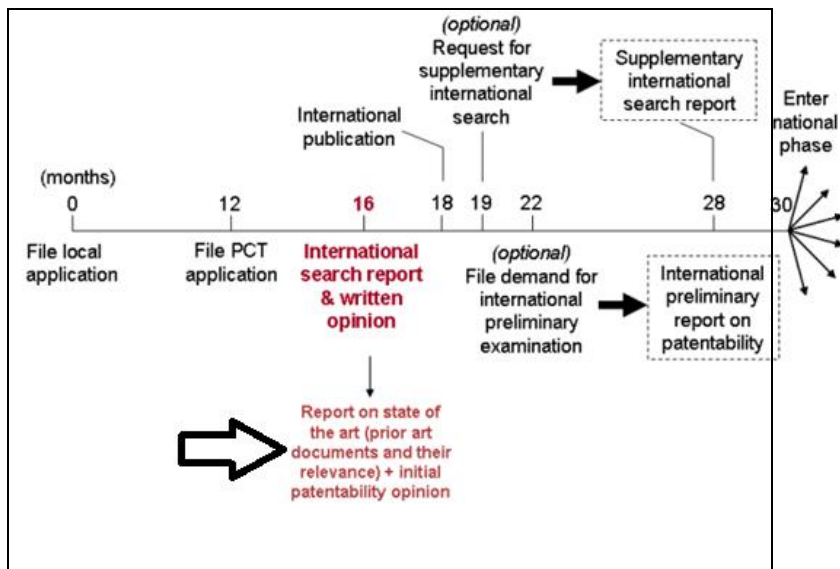 (optional)
Request for
supplementary
international
search
Supplementary
international
search report
Enter
national
phase
International
publication
(months)
0
12
16
18
19
22
28
30
File local
application
File PCT
application
International
search report
& written
opinion
(optional)
File demand for
international
preliminary
examination
International
preliminary
report on
patentability
Report on state of
the art (prior art
documents and their
relevance) + initial
patentability opinion